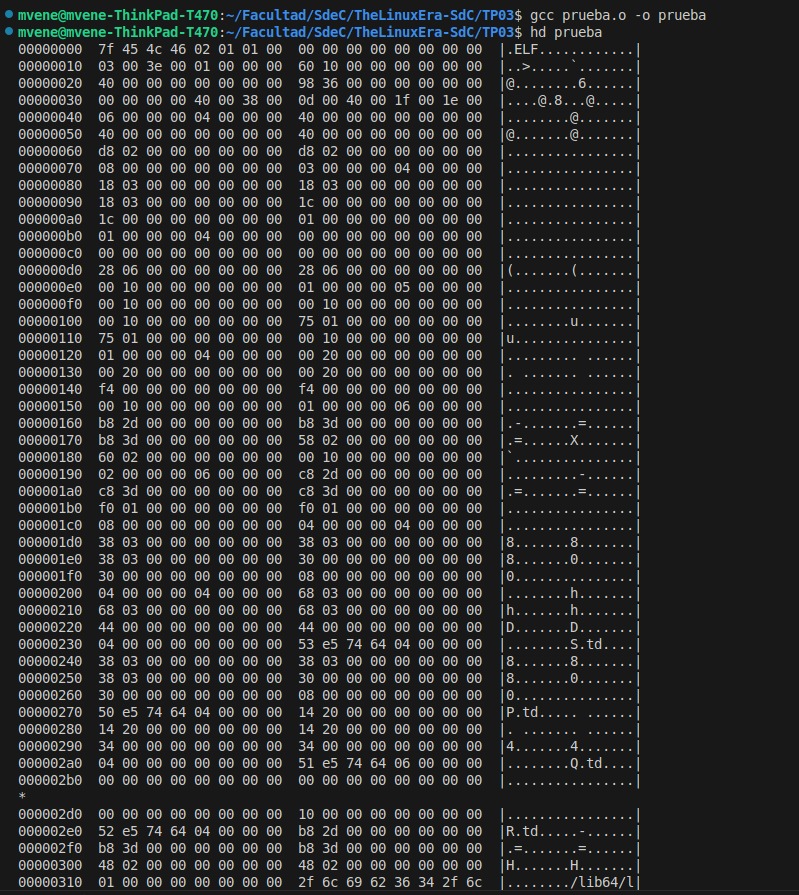 mvene@mvene-ThinkPad-T470:~/Facultad/SdeC/TheLinuxEra-SdC/TP03$ gcc prueba.o -o prueba
mvene@mvene-ThinkPad-T470:~/Facultad/SdeC/TheLinuxEra-SdC/TP03$ hd prueba
00000000  7f 45 4c 46 02 01 01 00  00 00 00 00 00 00 00 00  |.ELF............|
00000010  03 00 3e 00 01 00 00 00  60 10 00 00 00 00 00 00  |..>.....`.......|
00000020  40 00 00 00 00 00 00 00  98 36 00 00 00 00 00 00  |@........6......|
00000030  00 00 00 00 40 00 38 00  0d 00 40 00 1f 00 1e 00  |....@.8...@.....|
00000040  06 00 00 00 04 00 00 00  40 00 00 00 00 00 00 00  |........@.......|
00000050  40 00 00 00 00 00 00 00  40 00 00 00 00 00 00 00  |@.......@.......|
00000060  d8 02 00 00 00 00 00 00  d8 02 00 00 00 00 00 00  |................|
00000070  08 00 00 00 00 00 00 00  03 00 00 00 04 00 00 00  |................|
00000080  18 03 00 00 00 00 00 00  18 03 00 00 00 00 00 00  |................|
00000090  18 03 00 00 00 00 00 00  1c 00 00 00 00 00 00 00  |................|
000000a0  1c 00 00 00 00 00 00 00  01 00 00 00 00 00 00 00  |................|
000000b0  01 00 00 00 04 00 00 00  00 00 00 00 00 00 00 00  |................|
000000c0  00 00 00 00 00 00 00 00  00 00 00 00 00 00 00 00  |................|
000000d0  28 06 00 00 00 00 00 00  28 06 00 00 00 00 00 00  |(.......(.......|
000000e0  00 10 00 00 00 00 00 00  01 00 00 00 05 00 00 00  |................|
000000f0  00 10 00 00 00 00 00 00  00 10 00 00 00 00 00 00  |................|
00000100  00 10 00 00 00 00 00 00  75 01 00 00 00 00 00 00  |........u.......|
00000110  75 01 00 00 00 00 00 00  00 10 00 00 00 00 00 00  |u...............|
00000120  01 00 00 00 04 00 00 00  00 20 00 00 00 00 00 00  |......... ......|
00000130  00 20 00 00 00 00 00 00  00 20 00 00 00 00 00 00  |. ....... ......|
00000140  f4 00 00 00 00 00 00 00  f4 00 00 00 00 00 00 00  |................|
00000150  00 10 00 00 00 00 00 00  01 00 00 00 06 00 00 00  |................|
00000160  b8 2d 00 00 00 00 00 00  b8 3d 00 00 00 00 00 00  |.-.......=......|
00000170  b8 3d 00 00 00 00 00 00  58 02 00 00 00 00 00 00  |.=......X.......|
00000180  60 02 00 00 00 00 00 00  00 10 00 00 00 00 00 00  |`...............|
00000190  02 00 00 00 06 00 00 00  c8 2d 00 00 00 00 00 00  |.........-......|
000001a0  c8 3d 00 00 00 00 00 00  c8 3d 00 00 00 00 00 00  |.=.......=......|
000001b0  f0 01 00 00 00 00 00 00  f0 01 00 00 00 00 00 00  |................|
000001c0  08 00 00 00 00 00 00 00  04 00 00 00 04 00 00 00  |................|
000001d0  38 03 00 00 00 00 00 00  38 03 00 00 00 00 00 00  |8.......8.......|
000001e0  38 03 00 00 00 00 00 00  30 00 00 00 00 00 00 00  |8.......0.......|
000001f0  30 00 00 00 00 00 00 00  08 00 00 00 00 00 00 00  |0...............|
00000200  04 00 00 00 04 00 00 00  68 03 00 00 00 00 00 00  |........h.......|
00000210  68 03 00 00 00 00 00 00  68 03 00 00 00 00 00 00  |h.......h.......|
00000220  44 00 00 00 00 00 00 00  44 00 00 00 00 00 00 00  |D.......D.......|
00000230  04 00 00 00 00 00 00 00  53 e5 74 64 04 00 00 00  |........S.td....|
00000240  38 03 00 00 00 00 00 00  38 03 00 00 00 00 00 00  |8.......8.......|
00000250  38 03 00 00 00 00 00 00  30 00 00 00 00 00 00 00  |8.......0.......|
00000260  30 00 00 00 00 00 00 00  08 00 00 00 00 00 00 00  |0...............|
00000270  50 e5 74 64 04 00 00 00  14 20 00 00 00 00 00 00  |P.td..... ......|
00000280  14 20 00 00 00 00 00 00  14 20 00 00 00 00 00 00  |. ....... ......|
00000290  34 00 00 00 00 00 00 00  34 00 00 00 00 00 00 00  |4.......4.......|
000002a0  04 00 00 00 00 00 00 00  51 e5 74 64 06 00 00 00  |........Q.td....|
000002b0  00 00 00 00 00 00 00 00  00 00 00 00 00 00 00 00  |................|
*
000002d0  00 00 00 00 00 00 00 00  10 00 00 00 00 00 00 00  |................|
000002e0  52 e5 74 64 04 00 00 00  b8 2d 00 00 00 00 00 00  |R.td.....-......|
000002f0  b8 3d 00 00 00 00 00 00  b8 3d 00 00 00 00 00 00  |.=.......=......|
00000300  48 02 00 00 00 00 00 00  48 02 00 00 00 00 00 00  |H.......H.......|
00000310  01 00 00 00 00 00 00 00  2f 6c 69 62 36 34 2f 6c  |......../lib64/l|